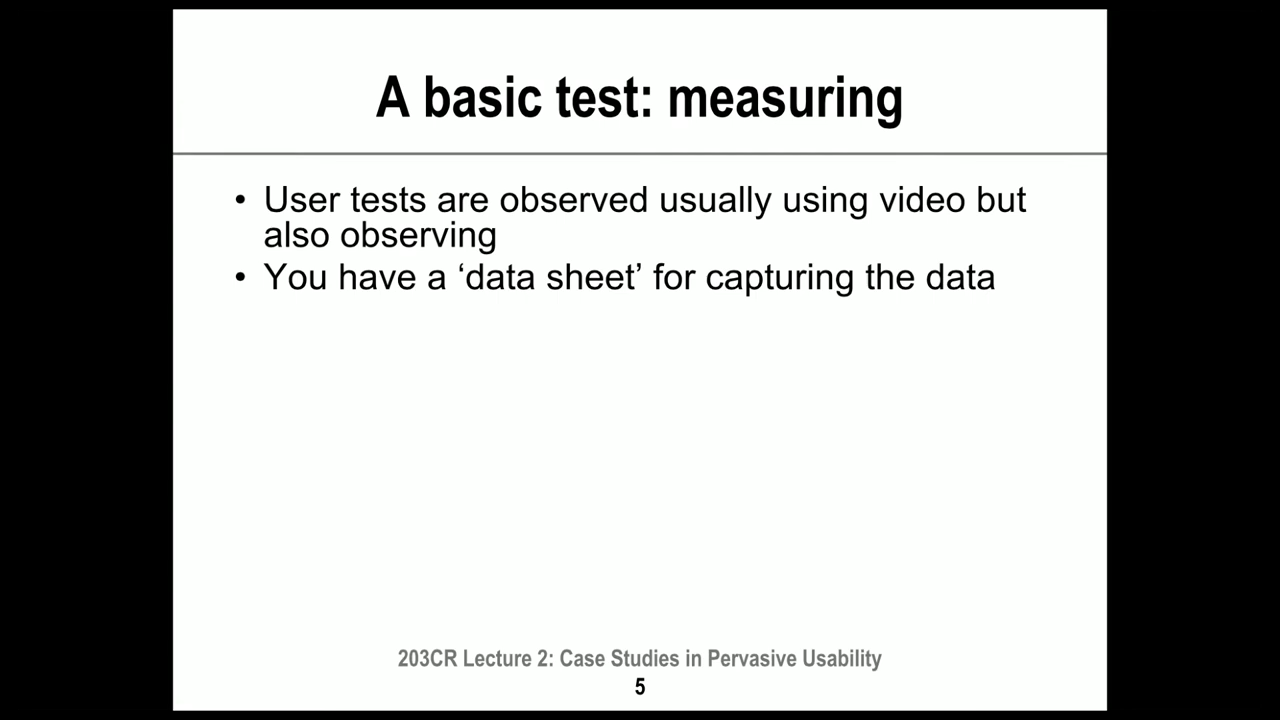 A basic test: measuring
• User tests are observed usually using video but
also observing
• You have a ‘data sheet’ for capturing the data
203CR Lecture 2: Case Studies in Pervasive Usability
5